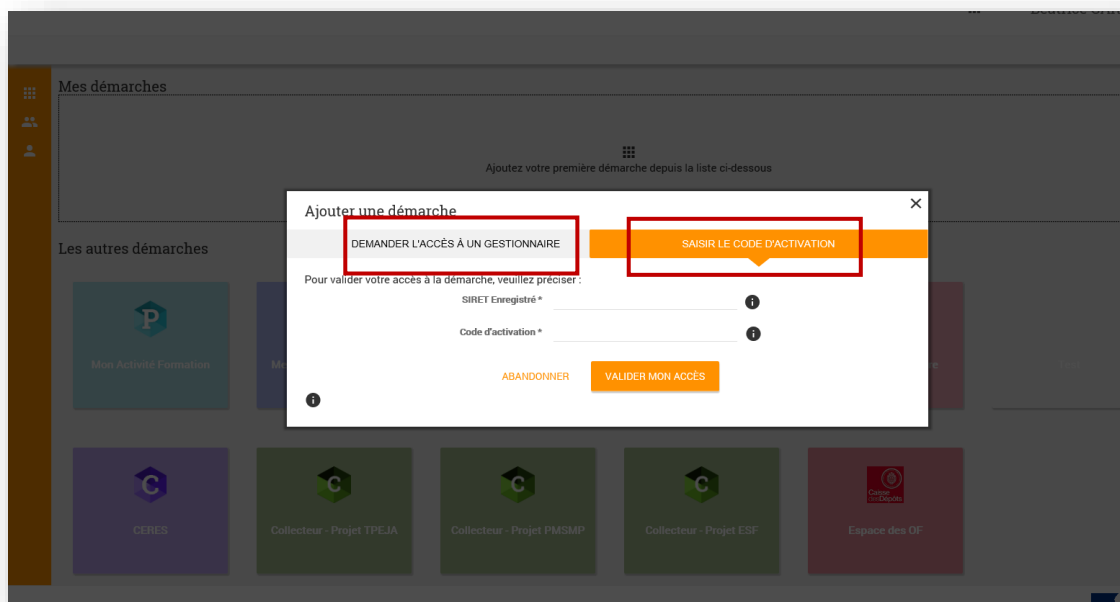 Mes démarches
Ajoutez votre première démarche depuis la liste ci-dessous
Ajouter une démarche
DEMANDER L'ACCÈS À UN GESTIONNAIRE
SAISIR LE CODE D'ACTIVATION
Les autres démarches
Pour valider votre accès à la démarche, veuillez préciser :
SIRET Enregistré *
Code d'activation *
Mon Activité Formation
ABANDONNER
VALIDER MON ACCÈS
CERES
Collecteur - Projet TPEJA
Collecteur - Projet PMSMP
Collecteur - Projet ESF
Caisse
des Dépôts
Espace des OF